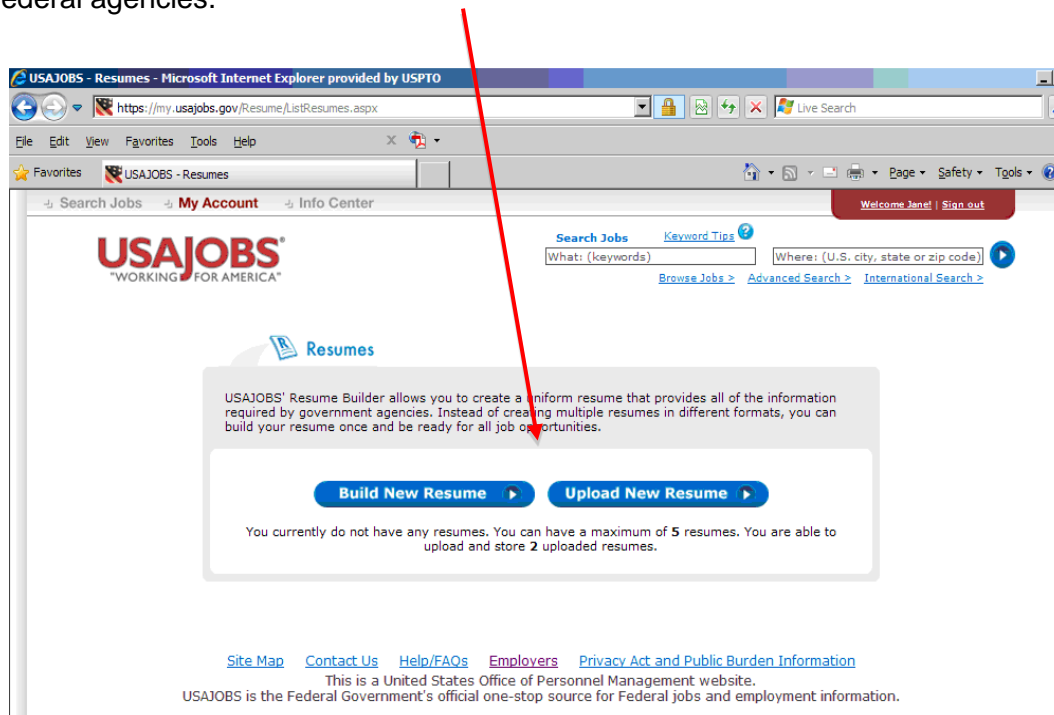 ederal agencies.
USAJOBS - Resumes - Microsoft Internet Explorer provided by USPTO
https://my.usajobs.gov/Resume/ListResumes.aspx Live Search
File Edit View Favorites Tools Help X
Favorites USAJOBS - Resumes Page Safety Tools
Search Jobs My Account Info Center Welcome Janet! | Sign out
USAJOBS®
"WORKING FOR AMERICA"
Search Jobs Keyword Tips ?
What: (keywords) Where: (U.S. city, state or zip code)
Browse Jobs > Advanced Search > International Search >
R Resumes
USAJOBS' Resume Builder allows you to create a uniform resume that provides all of the information
required by government agencies. Instead of creating multiple resumes in different formats, you can
build your resume once and be ready for all job opportunities.
Build New Resume Upload New Resume
You currently do not have any resumes. You can have a maximum of 5 resumes. You are able to
upload and store 2 uploaded resumes.
Site Map Contact Us Help/FAQs Employers Privacy Act and Public Burden Information
This is a United States Office of Personnel Management website.
USAJOBS is the Federal Government's official one-stop source for Federal jobs and employment information.